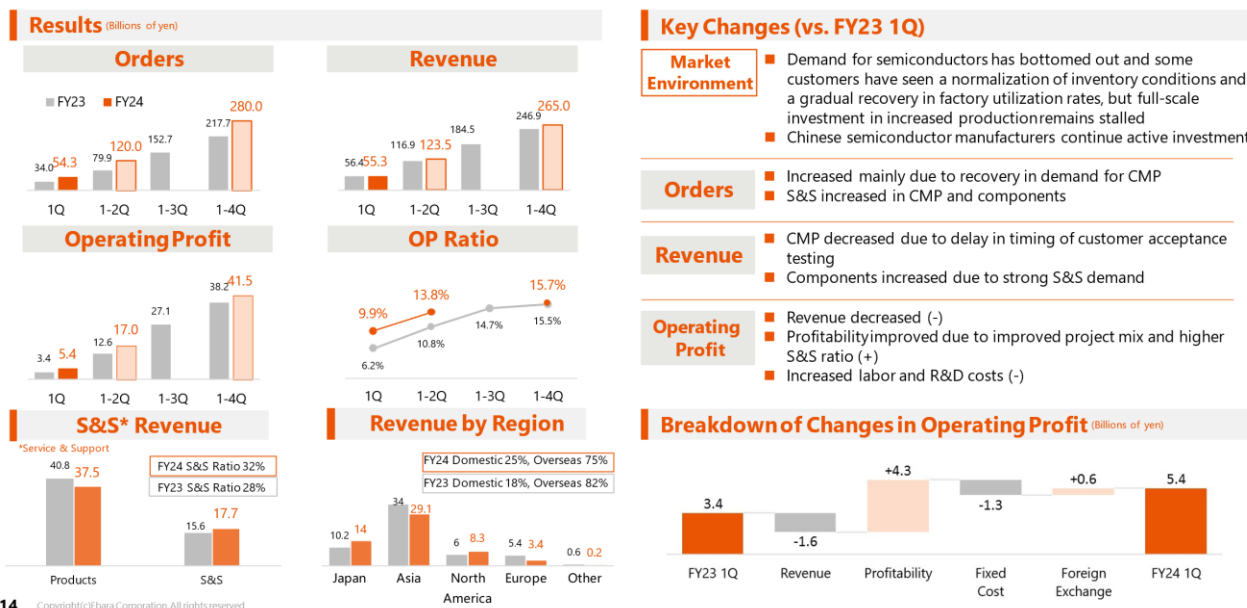 Results (Billions of yen)
Orders
FY23 FY24
34.0 54.3 79.9 120.0 152.7 217.7 280.0
1Q 1-2Q 1-3Q 1-4Q
Revenue
56.4 55.3 116.9 123.5 184.5 246.9 265.0
1Q 1-2Q 1-3Q 1-4Q
Operating Profit
3.4 5.4 12.6 17.0 27.1 38.2 41.5
1Q 1-2Q 1-3Q 1-4Q
OP Ratio
9.9% 13.8% 15.7%
6.2% 10.8% 14.7% 15.5%
1Q 1-2Q 1-3Q 1-4Q
S&S* Revenue
*Service & Support
FY24 S&S Ratio 32%
FY23 S&S Ratio 28%
40.8 37.5 15.6 17.7
Products S&S
Revenue by Region
FY24 Domestic 25%, Overseas 75%
FY23 Domestic 18%, Overseas 82%
10.2 14 34 29.1 6 8.3 5.4 3.4 0.6 0.2
Japan Asia North Europe Other
America
Key Changes (vs. FY23 1Q)
Market
Environment
■ Demand for semiconductors has bottomed out and some
customers have seen a normalization of inventory conditions and
a gradual recovery in factory utilization rates, but full-scale
investment in increased production remains stalled
■ Chinese semiconductor manufacturers continue active investment
Orders
■ Increased mainly due to recovery in demand for CMP
■ S&S increased in CMP and components
Revenue
■ CMP decreased due to delay in timing of customer acceptance
testing
■ Components increased due to strong S&S demand
Operating
Profit
■ Revenue decreased (-)
■ Profitability improved due to improved project mix and higher
S&S ratio (+)
■ Increased labor and R&D costs (-)
Breakdown of Changes in Operating Profit (Billions of yen)
3.4 -1.6 +4.3 -1.3 +0.6 5.4
FY23 1Q Revenue Profitability Fixed Foreign FY24 1Q
Cost Exchange
14 Copyright(c)Ebara Corporation. All rights reserved